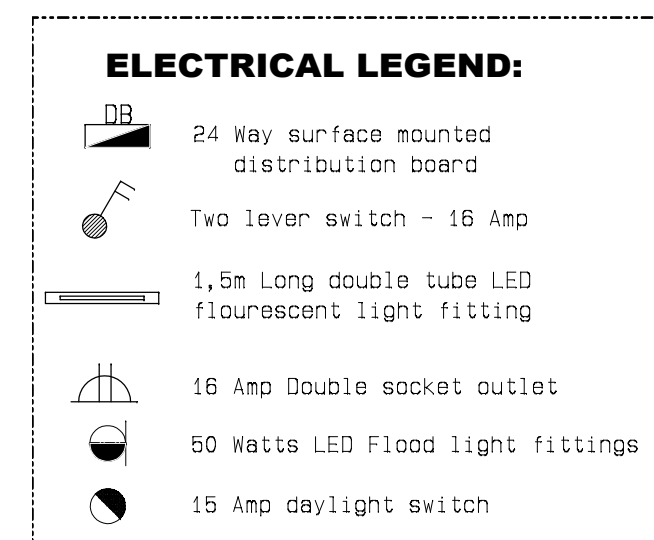 ELECTRICAL LEGEND:
DB
24 Way surface mounted
distribution board
Two lever switch - 16 Amp
1,5m Long double tube LED
flourescent light fitting
16 Amp Double socket outlet
50 Watts LED Flood light fittings
15 Amp daylight switch